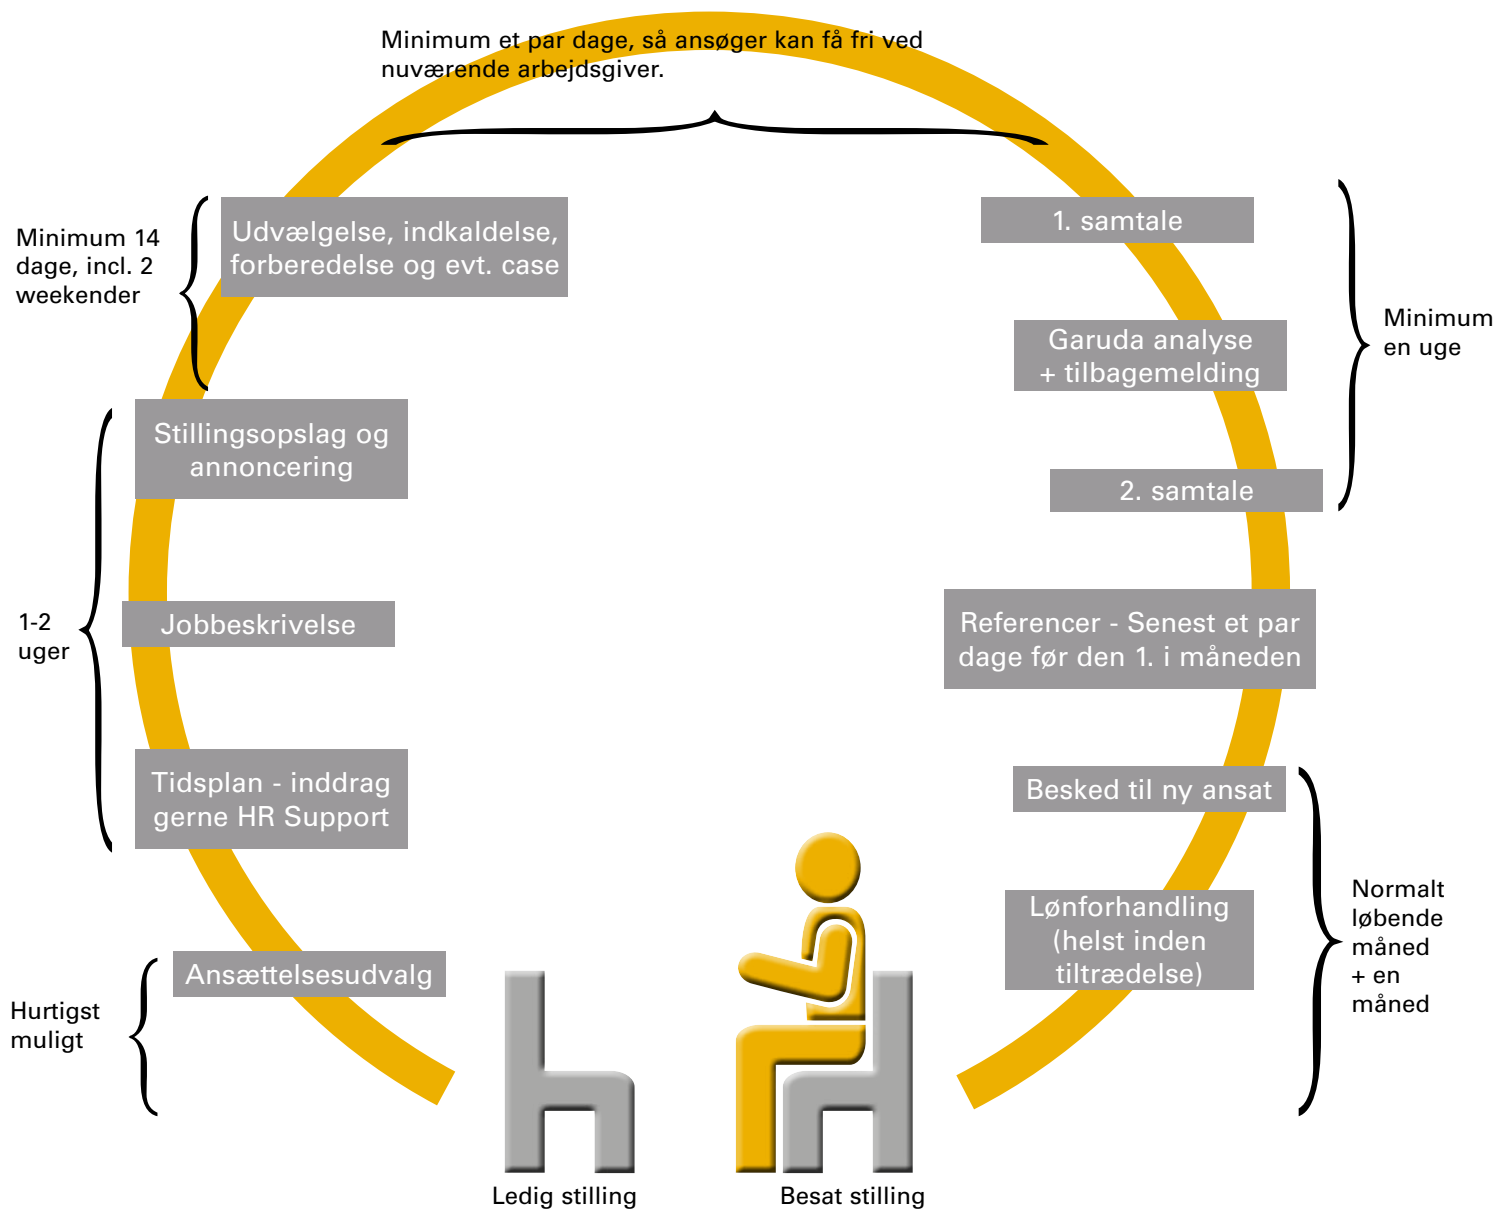 Minimum et par dage, så ansøger kan få fri ved
nuværende arbejdsgiver.
Minimum 14
dage, incl. 2
weekender
Udvælgelse, indkaldelse,
forberedelse og evt. case
Stillingsopslag og
annoncering
1-2
uger
Jobbeskrivelse
Tidsplan - inddrag
gerne HR Support
Hurtigst
muligt
Ansættelsesudvalg
1. samtale
Garuda analyse
+ tilbagemelding
2. samtale
Minimum
en uge
Referencer - Senest et par
dage før den 1. i måneden
Besked til ny ansat
Lønforhandling
(helst inden
tiltrædelse)
Normalt
løbende
måned
+ en
måned
Ledig stilling
Besat stilling